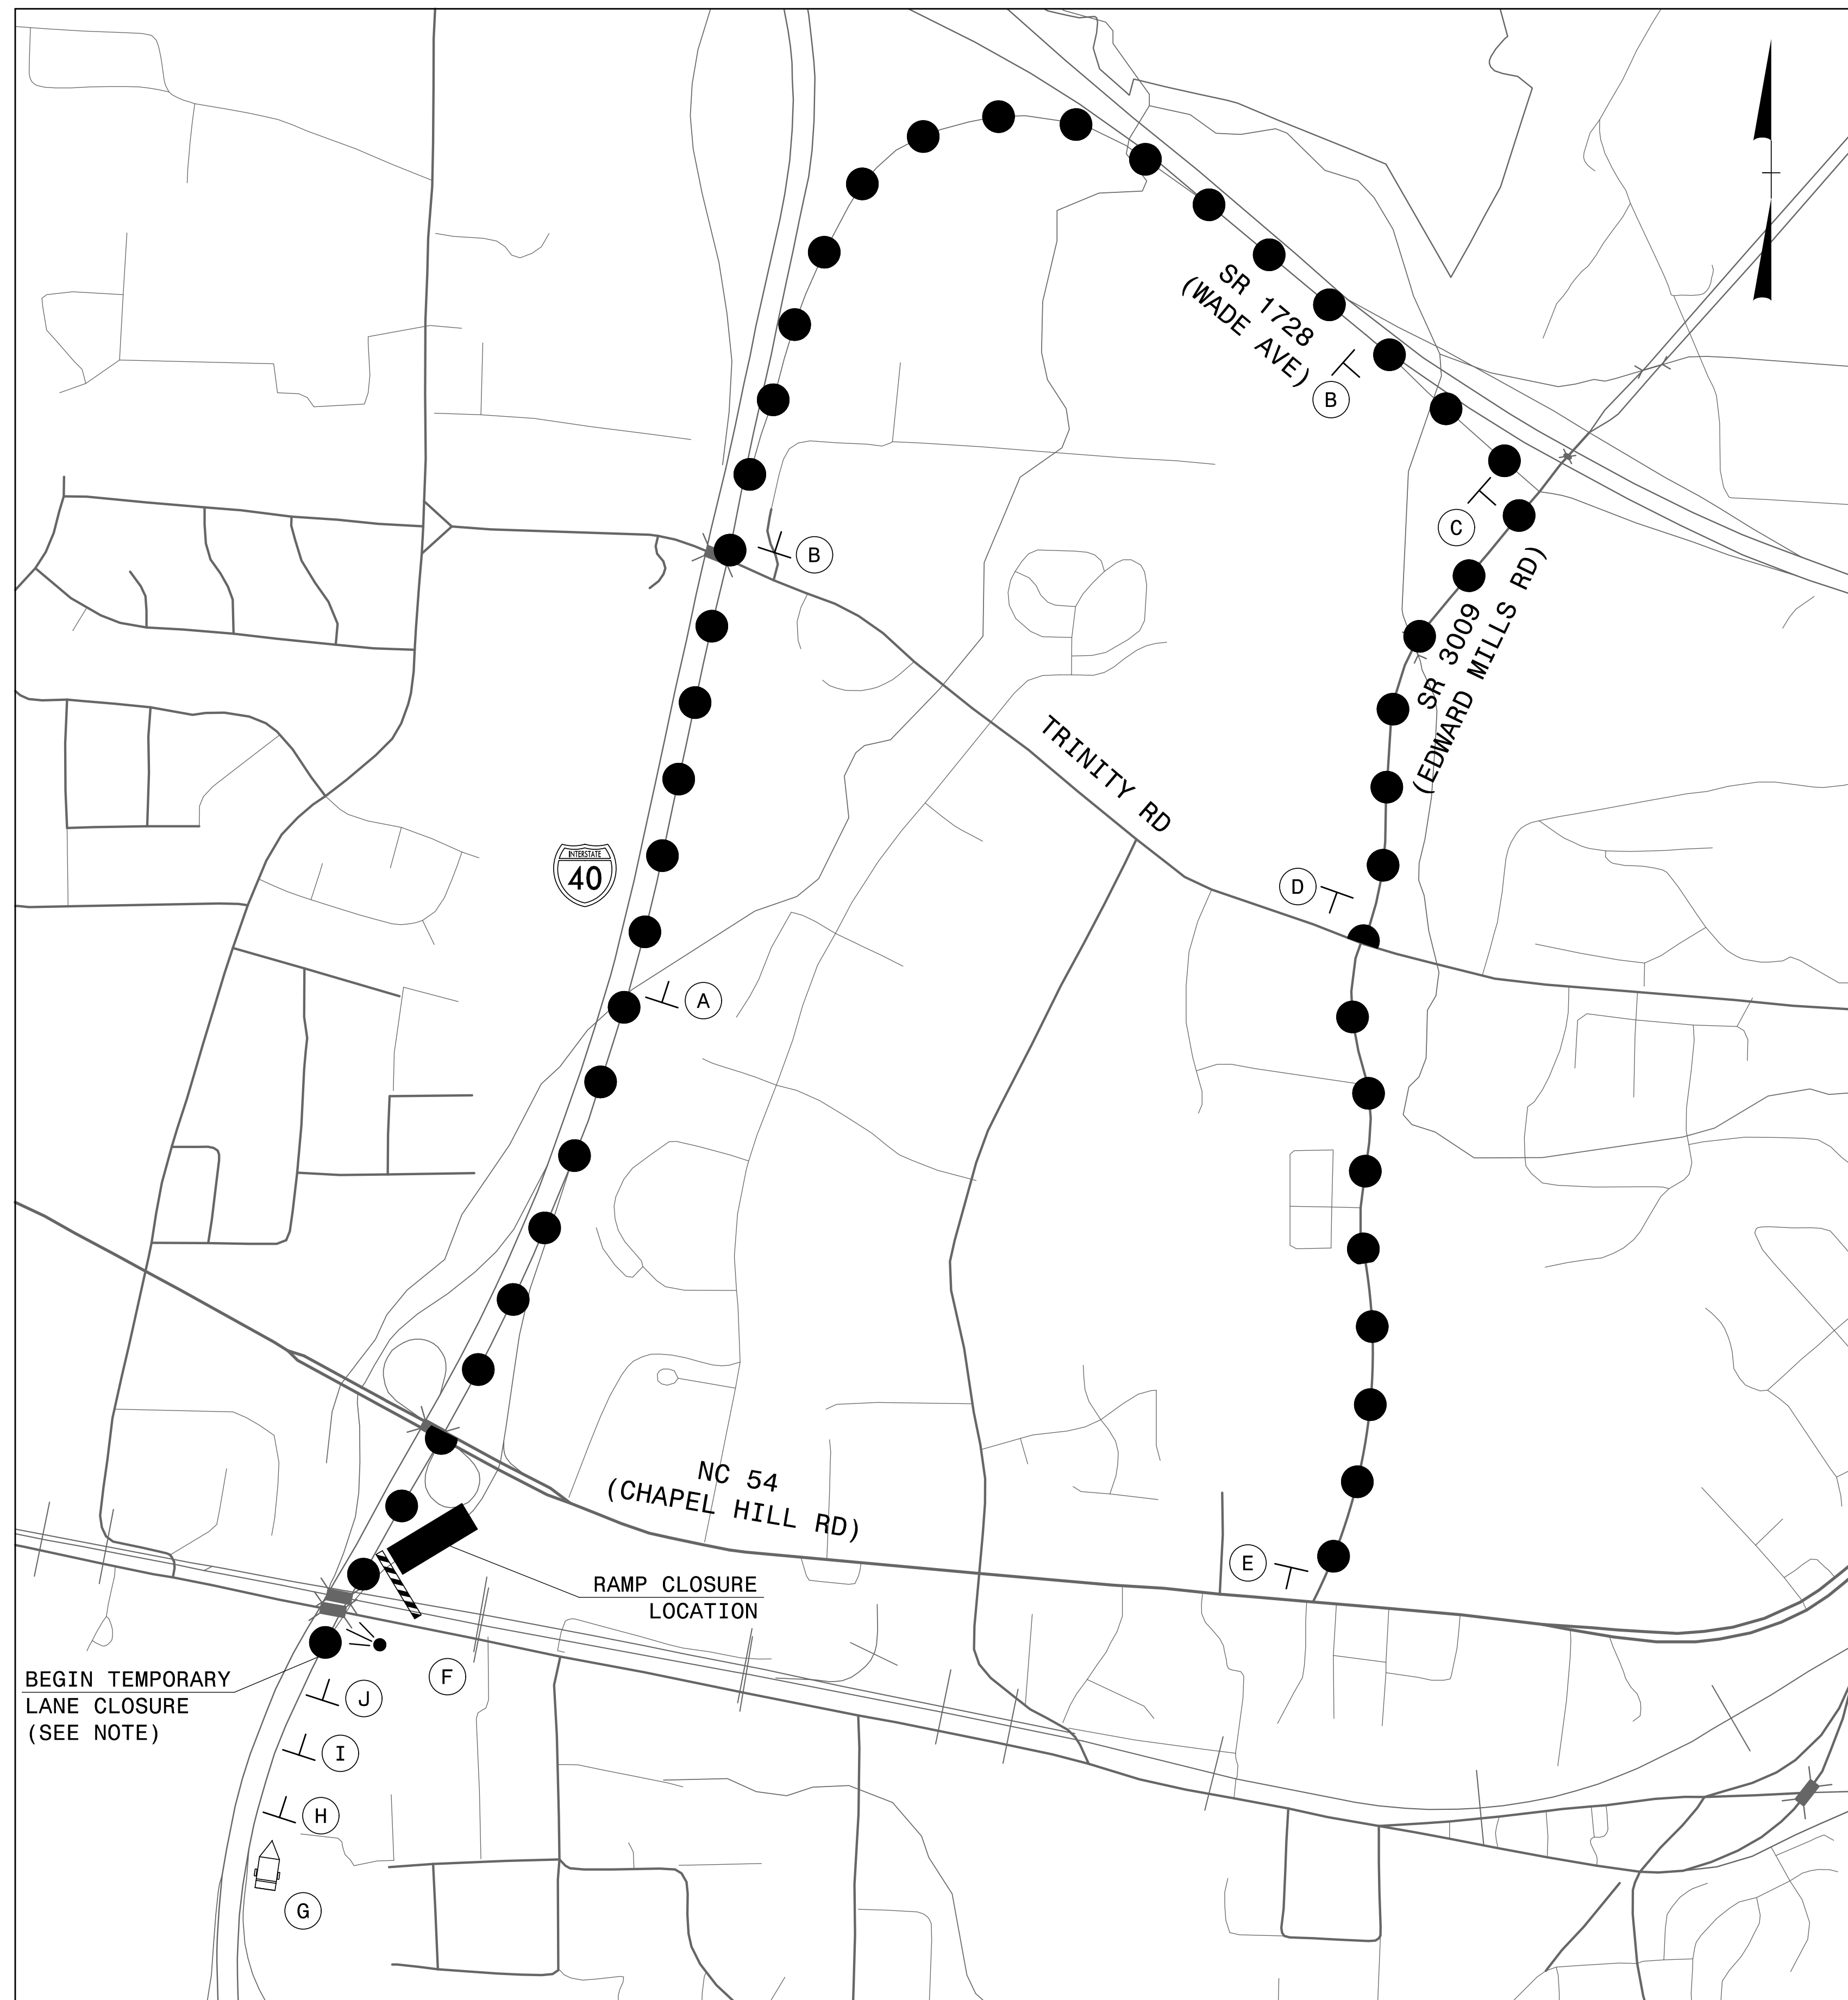 SR 1728
(WADE AVE)
B
C
B
SR 3009
(EDWARD MILLS RD)
TRINITY RD
INTERSTATE
40
D
A
NC 54
(CHAPEL HILL RD)
E
RAMP CLOSURE
LOCATION
BEGIN TEMPORARY
LANE CLOSURE
(SEE NOTE)
F
J
I
H
G